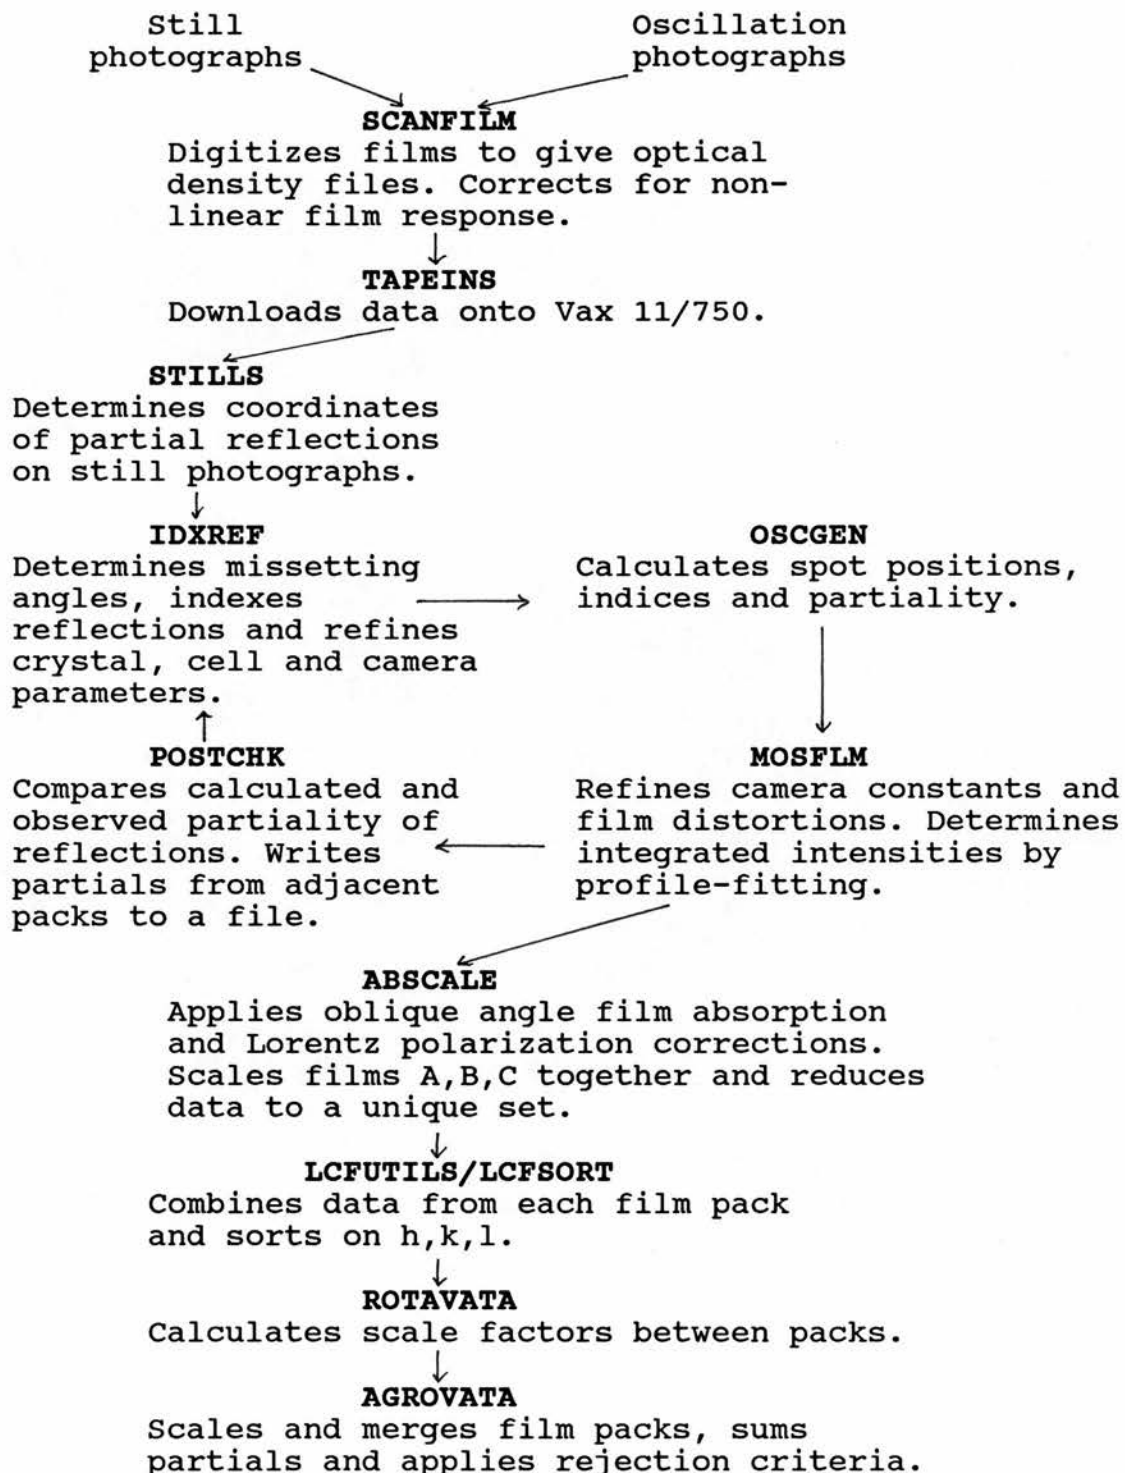 Still
photographs
Oscillation
photographs
SCANFILM
Digitizes films to give optical
density files. Corrects for non-
linear film response.
TAPEINS
Downloads data onto Vax 11/750.
STILLS
Determines coordinates
of partial reflections
on still photographs.
IDXREF
Determines missetting
angles, indexes
reflections and refines
crystal, cell and camera
parameters.
OSCGEN
Calculates spot positions,
indices and partiality.
POSTCHK
Compares calculated and
observed partiality of
reflections. Writes
partials from adjacent
packs to a file.
MOSFLM
Refines camera constants and
film distortions. Determines
integrated intensities by
profile-fitting.
ABSCALE
Applies oblique angle film absorption
and Lorentz polarization corrections.
Scales films A,B,C together and reduces
data to a unique set.
LCFUTILS/LCFSORT
Combines data from each film pack
and sorts on h,k,l.
ROTAVATA
Calculates scale factors between packs.
AGROVATA
Scales and merges film packs, sums
partials and applies rejection criteria.